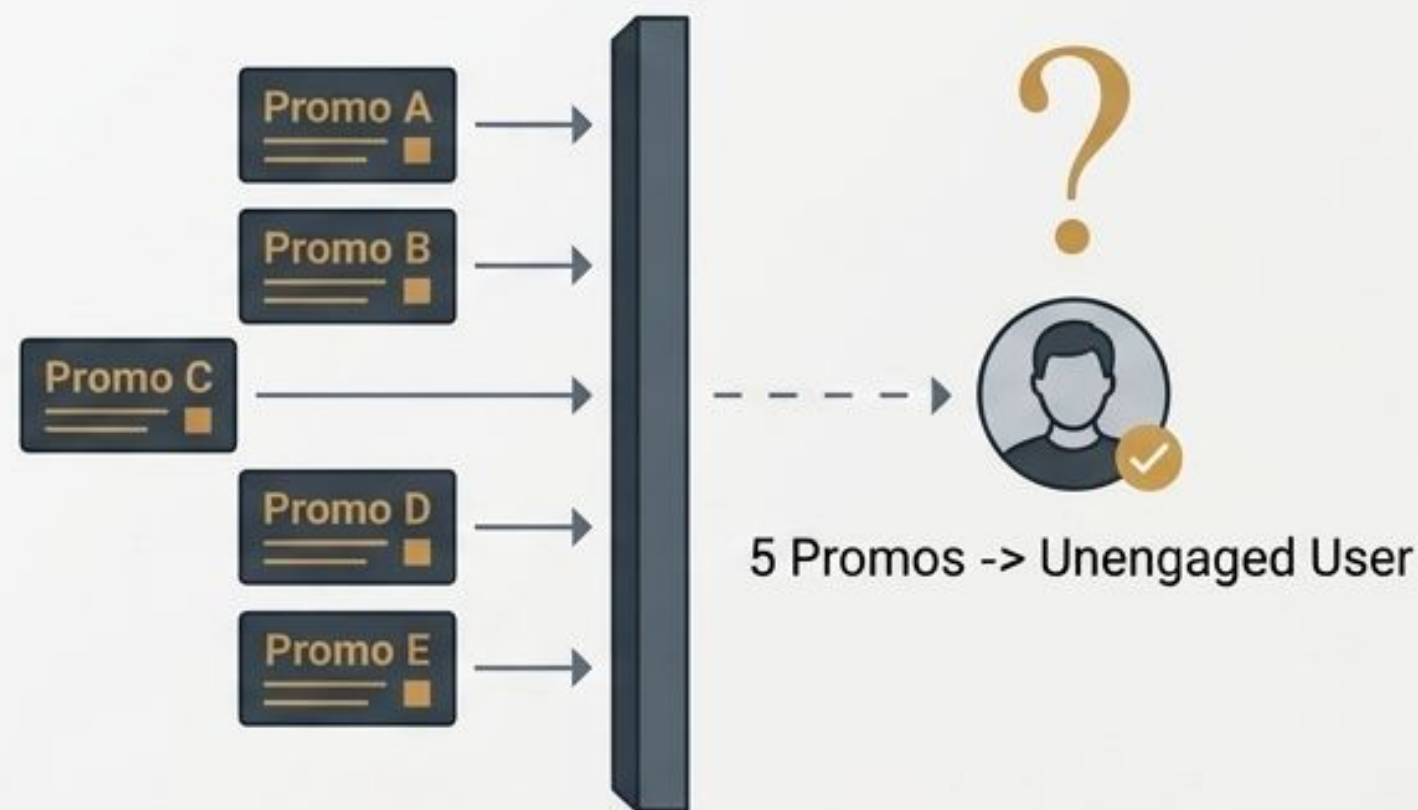 Promo A
Promo B
Promo C
Promo D
Promo E
?
5 Promos -> Unengaged User